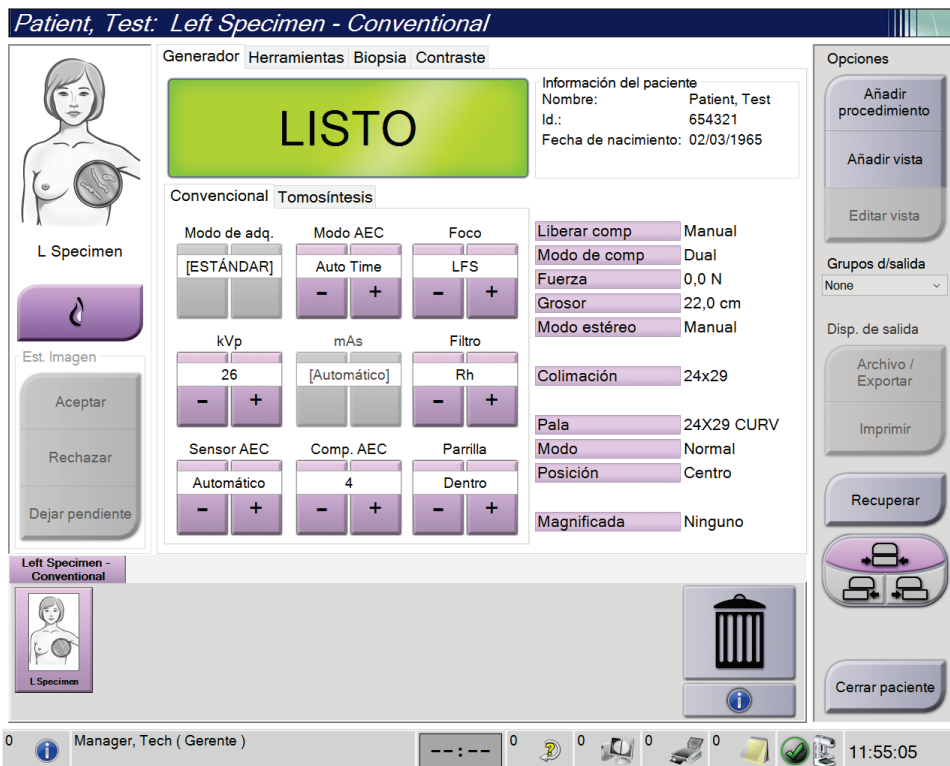 Patient, Test: Left Specimen - Conventional
L Specimen
Est. Imagen
Aceptar
Rechazar
Dejar pendiente
Generador Herramientas Biopsia Contraste
LISTO
Información del paciente
Nombre: Patient, Test
Id.: 654321
Fecha de nacimiento: 02/03/1965
Convencional Tomosíntesis
Modo de adq. Modo AEC Foco
[ESTÁNDAR] Auto Time LFS
- + - +
kVp mAs Filtro
26 [Automático] Rh
- + - +
Sensor AEC Comp. AEC Parrilla
Automático 4 Dentro
- + - + - +
Liberar comp Manual
Modo de comp Dual
Fuerza 0,0 N
Grosor 22,0 cm
Modo estéreo Manual
Colimación 24x29
Pala 24X29 CURV
Modo Normal
Posición Centro
Magnificada Ninguno
Opciones
Añadir
procedimiento
Añadir vista
Editar vista
Grupos d/salida
None
Disp. de salida
Archivo /
Exportar
Imprimir
Recuperar
Cerrar paciente
Left Specimen -
Conventional
L Specimen
0 Manager, Tech ( Gerente ) --:-- 0 0 0 0 11:55:05